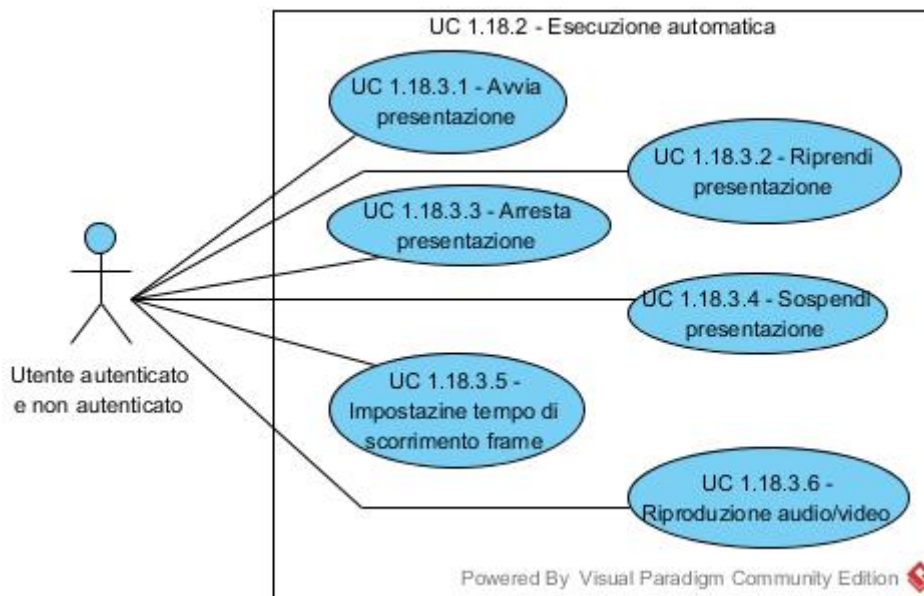 UC 1.18.2 - Esecuzione automatica
UC 1.18.3.1 - Avvia
presentazione
UC 1.18.3.2 - Riprendi
presentazione
UC 1.18.3.3 - Arresta
presentazione
UC 1.18.3.4 - Sospendi
presentazione
Utente autenticato
e non autenticato
UC 1.18.3.5 -
Impostazine tempo di
scorrimento frame
UC 1.18.3.6 -
Riproduzione audio/video
Powered By Visual Paradigm Community Edition